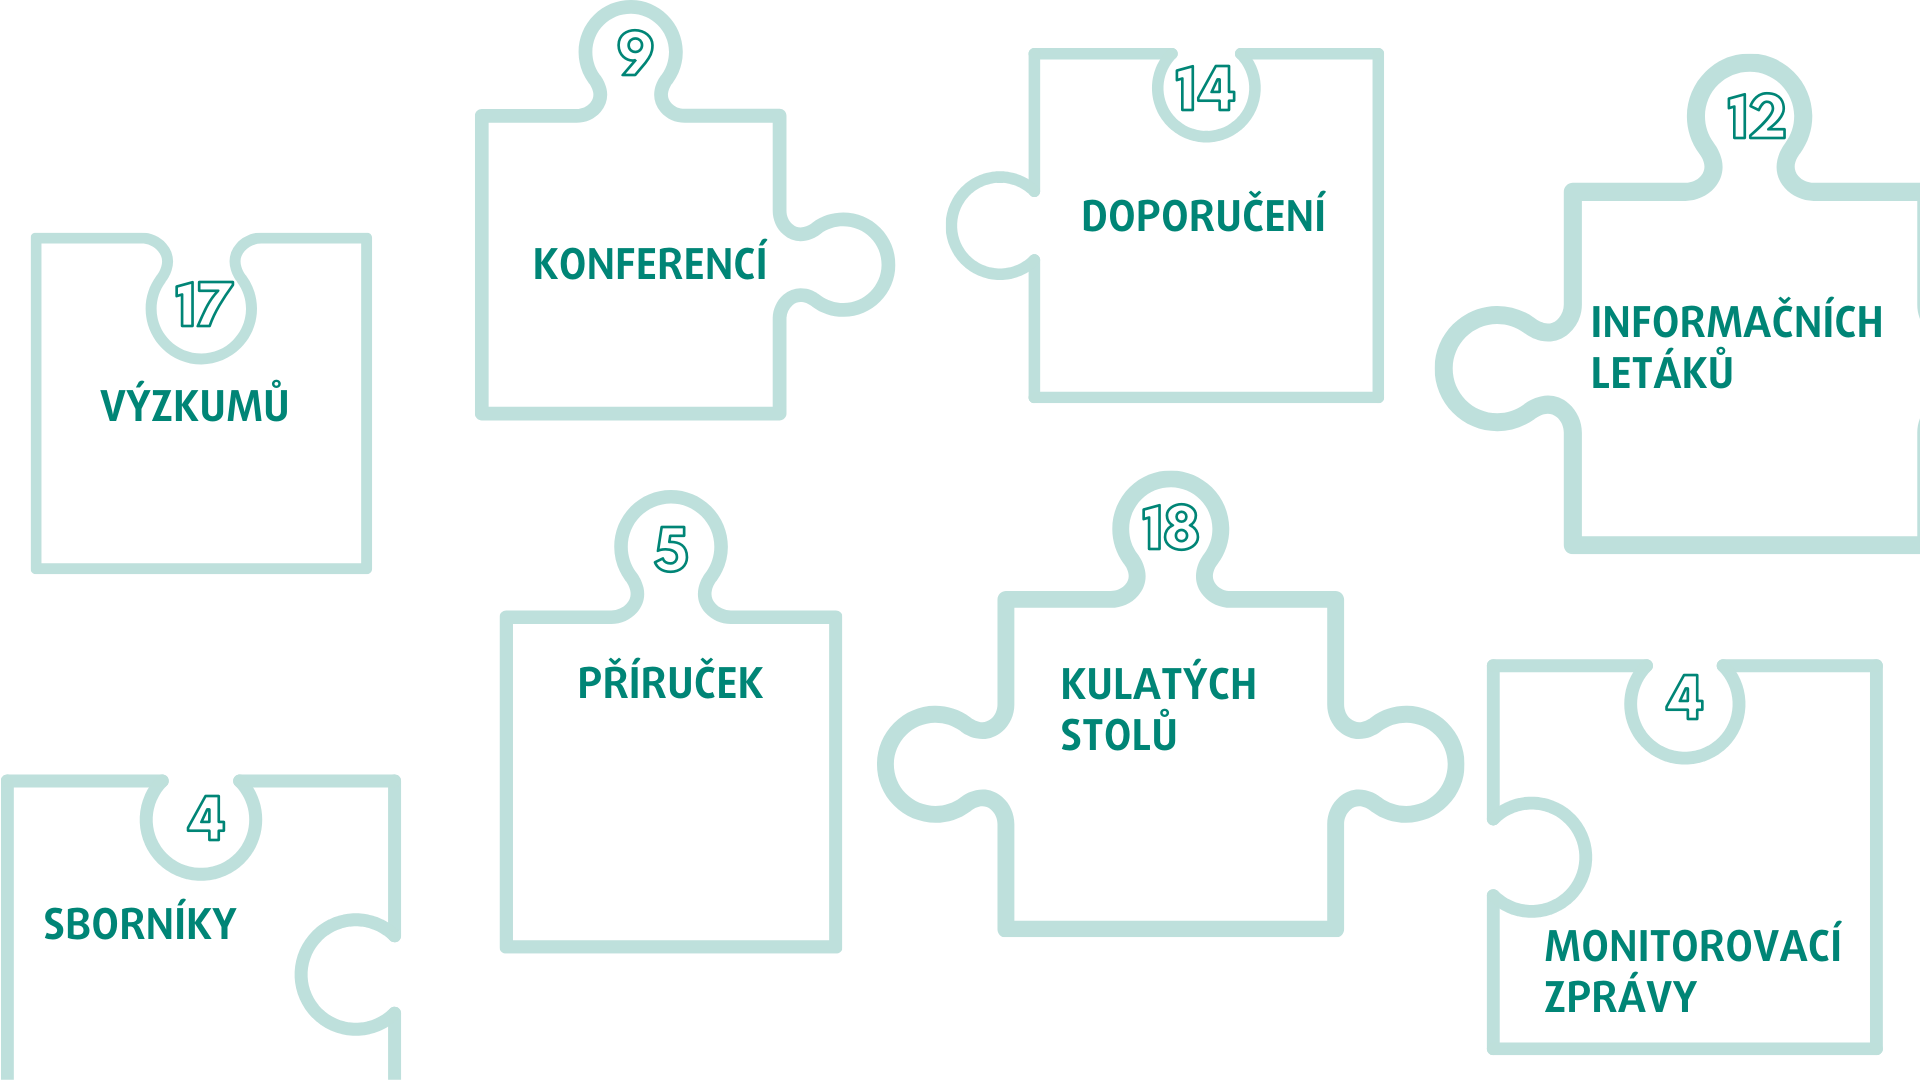 17
VÝZKUMŮ
9
KONFERENCÍ
14
DOPORUČENÍ
12
INFORMAČNÍCH
LETÁKŮ
4
SBORNÍKY
5
PŘÍRUČEK
18
KULATÝCH
STOLŮ
4
MONITOROVACÍ
ZPRÁVY